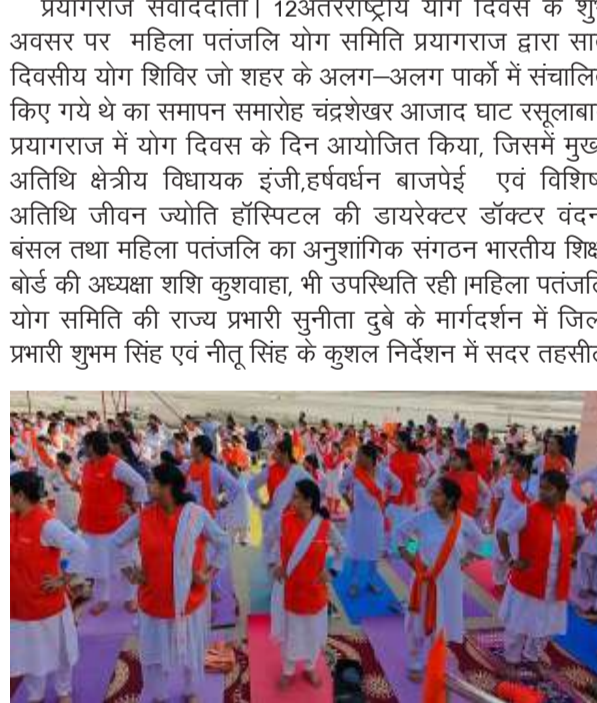 प्रयागराज संवाददाता। 12अंतरराष्ट्रीय योग दिवस के शु
अवसर पर महिला पतंजलि योग समिति प्रयागराज द्वारा सा
दिवसीय योग शिविर जो शहर के अलग–अलग पार्को में संचालि
किए गये थे का समापन समारोह चंद्रशेखर आजाद घाट रसूलाबा
प्रयागराज में योग दिवस के दिन आयोजित किया, जिसमें मुख्
अतिथि क्षेत्रीय विधायक इंजी,हर्षवर्धन बाजपेई एवं विशिष्
अतिथि जीवन ज्योति हॉस्पिटल की डायरेक्टर डॉक्टर वंदन
बंसल तथा महिला पतंजलि का अनुशांगिक संगठन भारतीय शिक्ष
बोर्ड की अध्यक्षा शशि कुशवाहा, भी उपस्थिति रही।महिला पतंजलि
योग समिति की राज्य प्रभारी सुनीता दुबे के मार्गदर्शन में जिल
प्रभारी शुभम सिंह एवं नीतू सिंह के कुशल निर्देशन में सदर तहसील